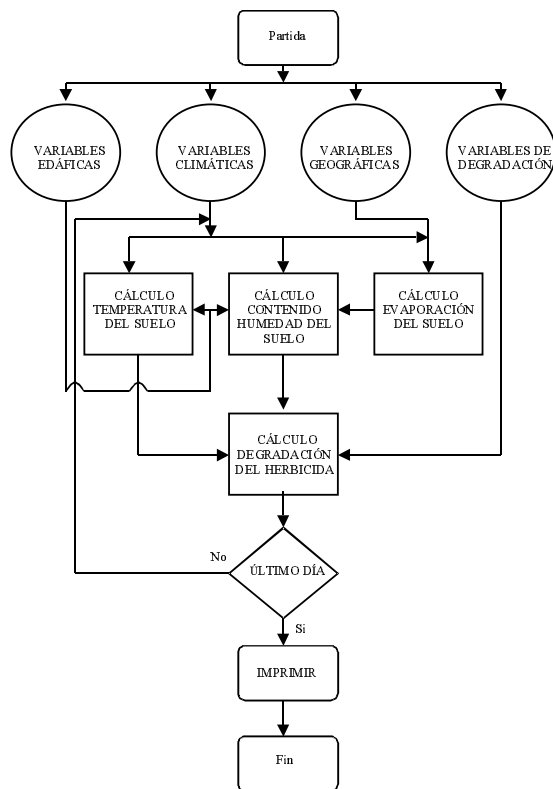 Partida
VARIABLES
EDÁFICAS
VARIABLES
CLIMÁTICAS
VARIABLES
GEOGRÁFICAS
VARIABLES DE
DEGRADACIÓN
CÁLCULO
TEMPERATURA
DEL SUELO
CÁLCULO
CONTENIDO
HUMEDAD DEL
SUELO
CÁLCULO
EVAPORACIÓN
DEL SUELO
CÁLCULO
DEGRADACIÓN
DEL HERBICIDA
No
ÚLTIMO DÍA
Si
IMPRIMIR
Fin